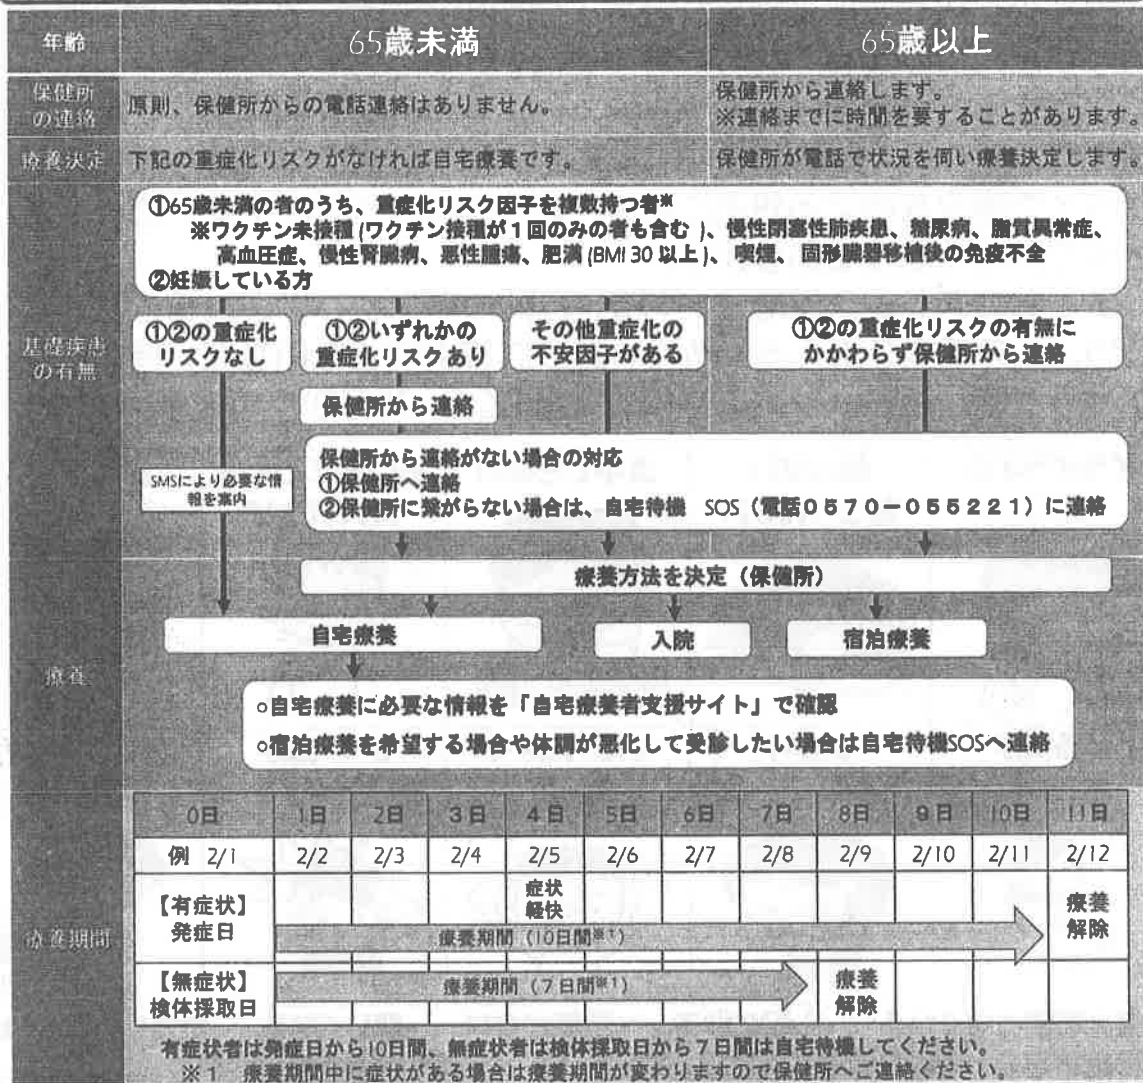 年齢
65歳未満
65歳以上
保健所
の連絡
原則、保健所からの電話連絡はありません。
保健所から連絡します。
※連絡までに時間を要することがあります。
療養決定
下記の重症化リスクがなければ自宅療養です。
保健所が電話で状況を伺い療養決定します。
基礎疾患
の有無
①65歳未満の者のうち、重症化リスク因子を複数持つ者※
※ワクチン未接種(ワクチン接種が1回のみの者も含む )、慢性閉塞性肺疾患、糖尿病、脂質異常症、
高血圧症、慢性腎臓病、悪性腫瘍、肥満(BMI 30 以上)、喫煙、固形臓器移植後の免疫不全
②妊娠している方
①②の重症化
リスクなし
①②いずれかの
重症化リスクあり
その他重症化の
不安因子がある
①②の重症化リスクの有無に
かかわらず保健所から連絡
保健所から連絡
SMSにより必要な情
報を案内
保健所から連絡がない場合の対応
①保健所へ連絡
②保健所に繋がらない場合は、自宅待機 SOS(電話0570-055221)に連絡
療養方法を決定(保健所)
療養
自宅療養
入院
宿泊療養
○自宅療養に必要な情報を「自宅療養者支援サイト」で確認
○宿泊療養を希望する場合や体調が悪化して受診したい場合は自宅待機SOSへ連絡
療養期間
0日 1日 2日 3日 4日 5日 6日 7日 8日 9日 10日 11日
例 2/1 2/2 2/3 2/4 2/5 2/6 2/7 2/8 2/9 2/10 2/11 2/12
【有症状】
発症日
症状
軽快
療養期間(10日間※1)
療養
解除
【無症状】
検体採取日
療養期間(7日間※1)
療養
解除
有症状者は発症日から10日間、無症状者は検体採取日から7日間は自宅待機してください。
※1 療養期間中に症状がある場合は療養期間が変わりますので保健所へご連絡ください。